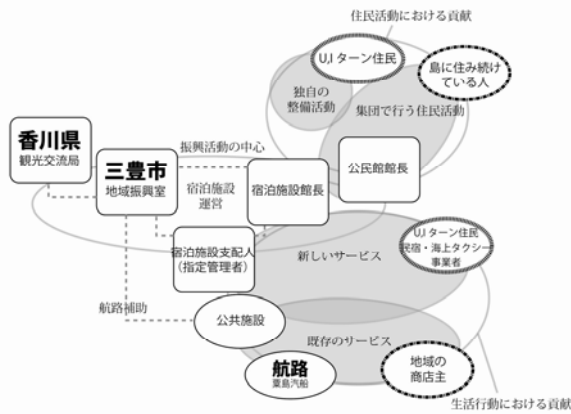 住民活動における貢献
U,Iターン住民
島に住み続け
ている人
独自の
整備活動
集団で行う住民活動
香川県
観光交流局
振興活動の中心
三豊市
地域振興室
宿泊施設
運営
宿泊施設館長
公民館館長
宿泊施設支配人
(指定管理者)
新しいサービス
U,Iターン住民
民宿・海上タクシー
事業者
航路補助
公共施設
既存のサービス
航路
粟島汽船
地域の
商店主
生活行動における貢献